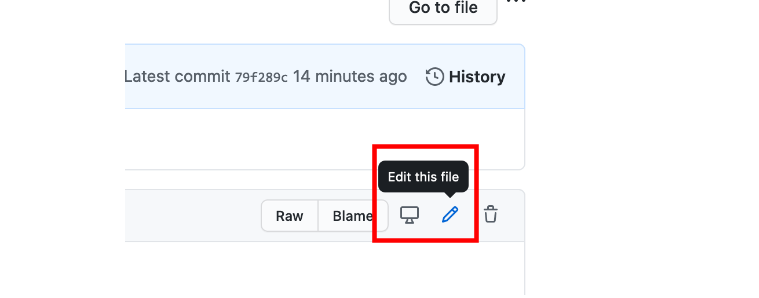 Go to file
Latest commit 79f289c 14 minutes ago History
Edit this file
Raw Blame